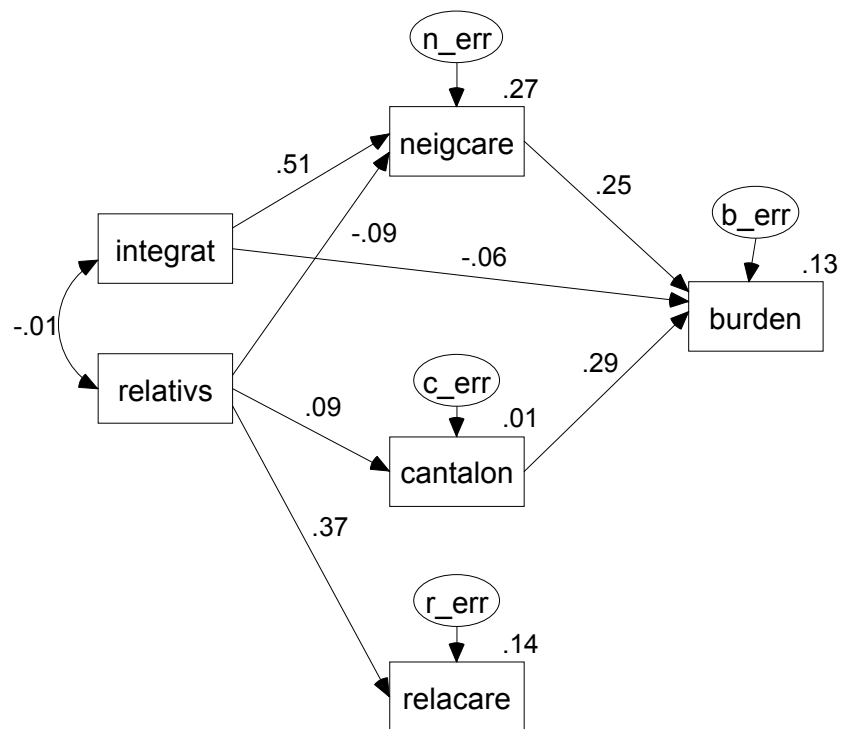 n_err
.27
neigcare
.51
.25
b_err
-.09
integrat
-.06
.13
burden
-.01
relativs
c_err
.29
.09
.01
cantalon
.37
r_err
.14
relacare